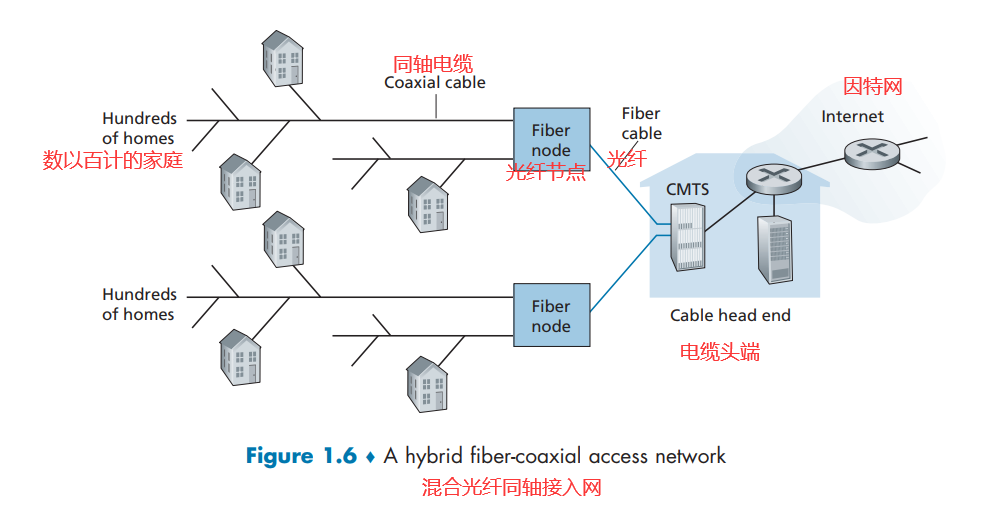 同轴电缆
Coaxial cable
因特网
Internet
Hundreds
of homes
数以百计的家庭
Fiber
node
光纤节点
Fiber
cable
光纤
CMTS
Hundreds
of homes
Fiber
node
Cable head end
电缆头端
Figure 1.6 ♦ A hybrid fiber-coaxial access network
混合光纤同轴接入网